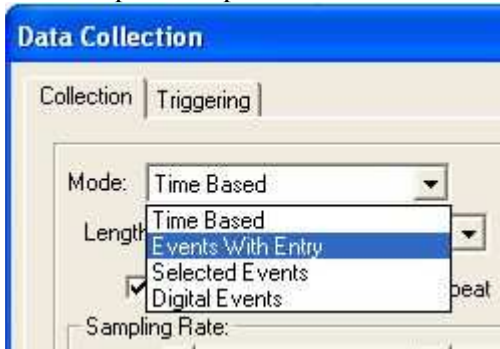 Data Collection
Collection Triggering
Mode: Time Based
Time Based
Events With Entry
Selected Events
Digital Events
Sampling Rate: